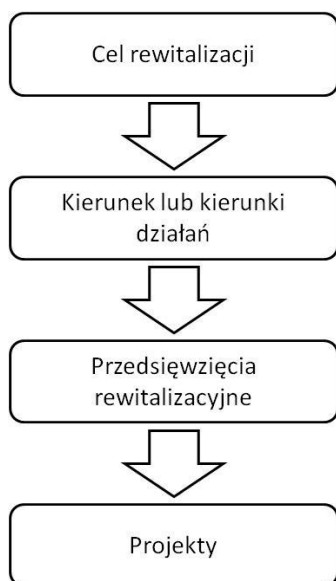 Cel rewitalizacji
Kierunek lub kierunki
działań
Przedsięwzięcia
rewitalizacyjne
Projekty